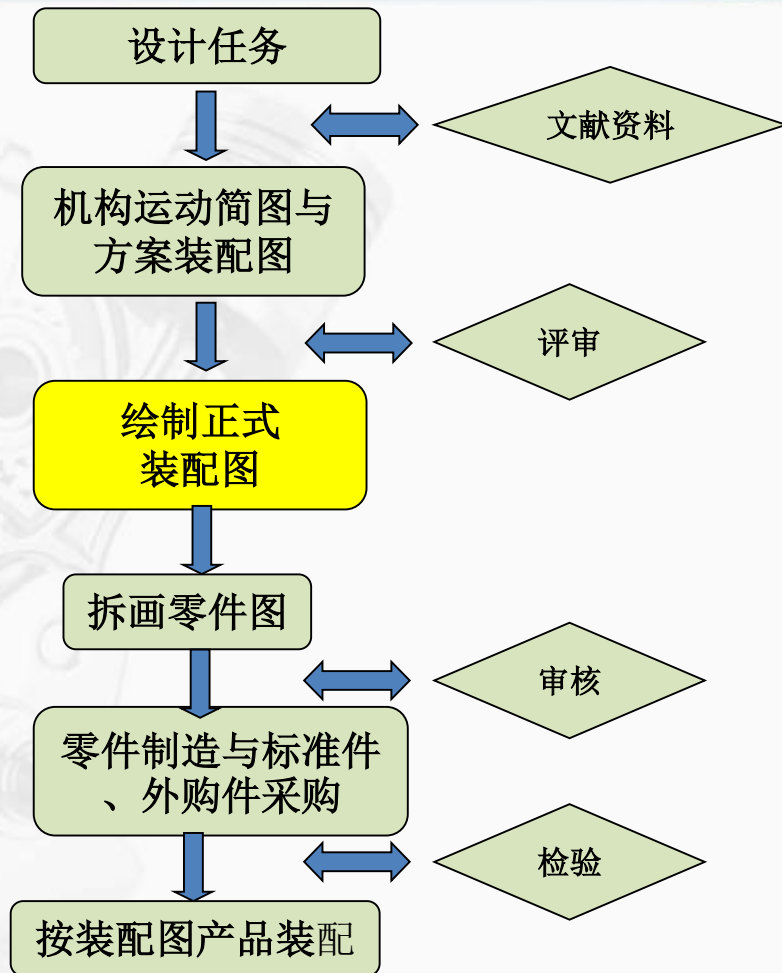 设计任务
文献资料
机构运动简图与
方案装配图
评审
绘制正式
装配图
拆画零件图
审核
零件制造与标准件
、外购件采购
检验
按装配图产品装配